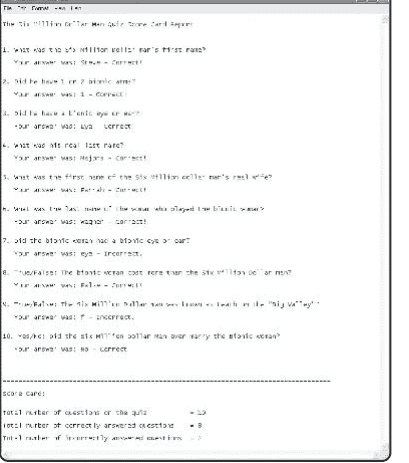 File Edit Format View Help
The Six Million Dollar Man Quiz Score Card Report
1. What was the Six Million Dollar man's first name?
Your answer was: Steve - Correct!
2. Did he have 1 or 2 bionic arms?
Your answer was: 1 - Correct!
3. Did he have a bionic eye or ear?
Your answer was: Eye - Correct!
4. What was his real last name?
Your answer was: Majors - Correct!
5. What was the first name of the Six Million dollar man's real wife?
Your answer was: Farrah - Correct!
6. What was the last name of the woman who played the bionic woman?
Your answer was: Wagner - Correct!
7. Did the bionic woman had a bionic eye or ear?
Your answer was: eye - Incorrect.
8. True/False: The bionic woman cost more than the Six Million Dollar man?
Your answer was: False - Correct!
9. True/False: The Six Million Dollar man was known as Heath on the "Big Valley"?
Your answer was: F - Incorrect.
10. Yes/No: Did the Six Million Dollar Man ever marry the Bionic woman?
Your answer was: No - Correct
Score Card:
Total number of questions on the quiz = 10
Total number of correctly answered questions = 8
Total number of incorrectly answered questions = 2